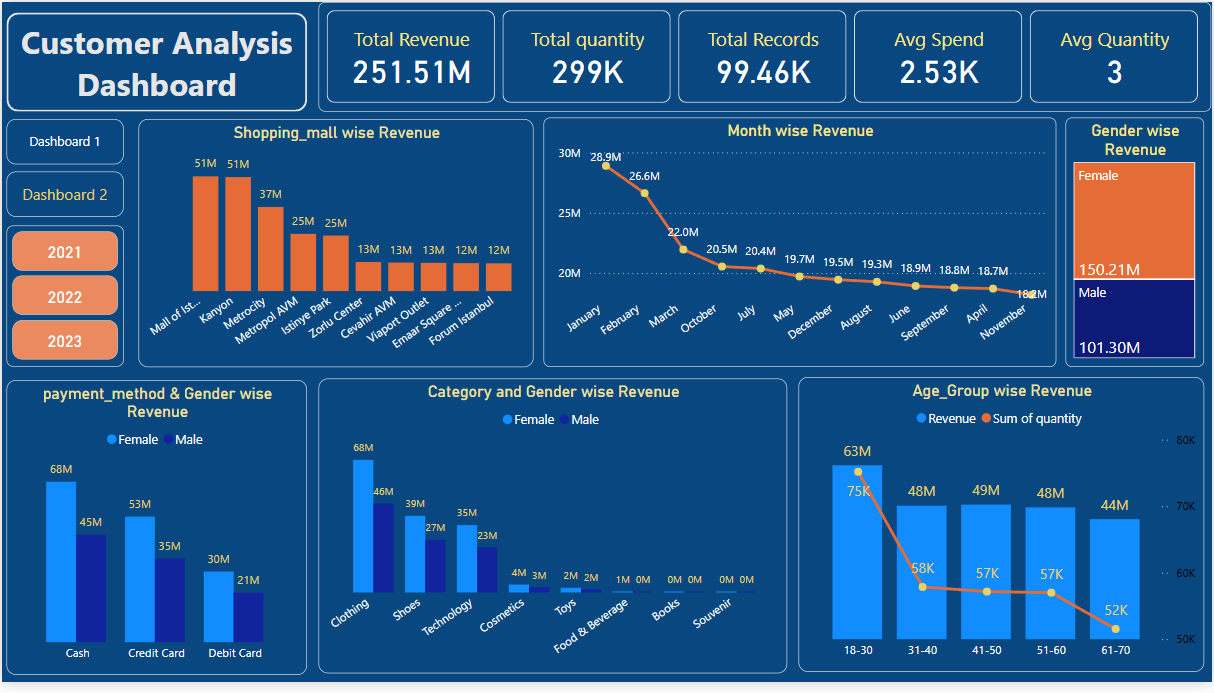 Customer Analysis
Dashboard
Total Revenue
251.51M
Total quantity
299K
Total Records
99.46K
Avg Spend
2.53K
Avg Quantity
3
Dashboard 1
Dashboard 2
2021
2022
2023
Shopping_mall wise Revenue
51M 51M 37M 25M 25M 13M 13M 13M 12M 12M
Mall of Ist... Kanyon Metrocity Metropol AVM Istinye Park Zorlu Center Cevahir AVM Viaport Outlet Emaar Square ... Forum Istanbul
Month wise Revenue
30M
25M
20M
28.9M 26.6M 22.0M 20.5M 20.4M 19.7M 19.5M 19.3M 18.9M 18.8M 18.7M 18.2M
January February March October July May December August June September April November
Gender wise
Revenue
Female
150.21M
Male
101.30M
payment_method & Gender wise
Revenue
Female Male
68M 45M 53M 35M 30M 21M
Cash Credit Card Debit Card
Category and Gender wise Revenue
Female Male
68M 46M 39M 27M 35M 23M 4M 3M 2M 2M 1M 0M 0M 0M 0M 0M
Clothing Shoes Technology Cosmetics Toys Food & Beverage Books Souvenir
Age_Group wise Revenue
Revenue Sum of quantity
80K
70K
60K
50K
63M 48M 49M 48M 44M
75K 58K 57K 57K 52K
18-30 31-40 41-50 51-60 61-70